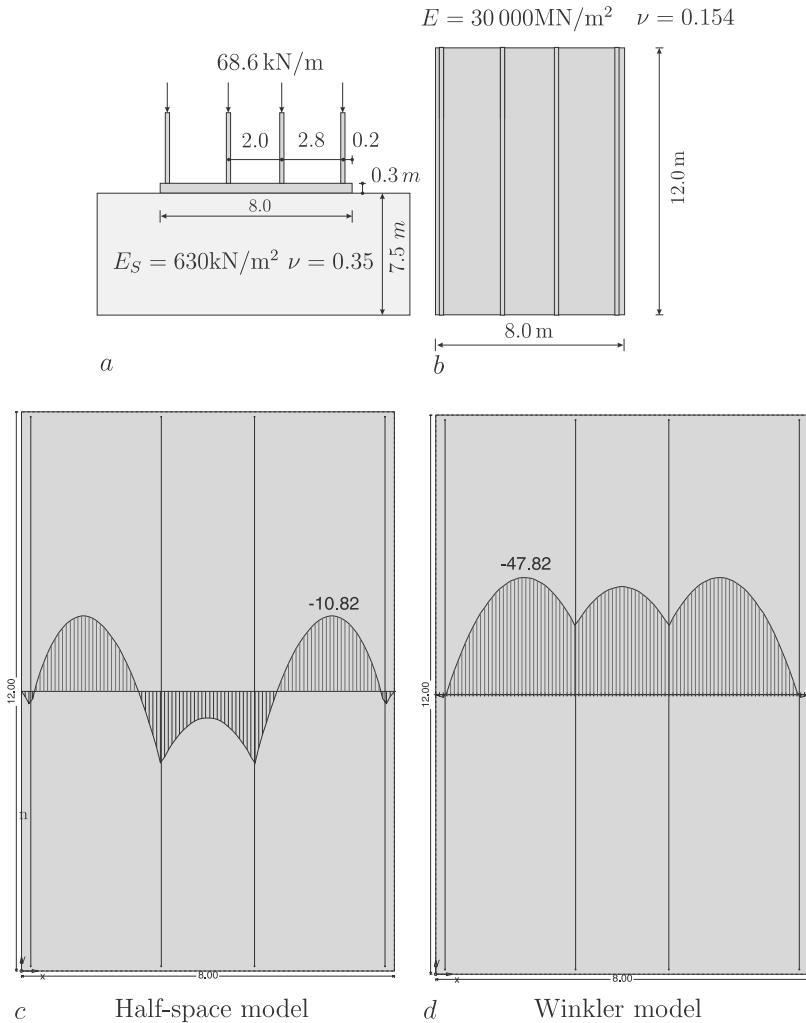 E = 30 000MN/m² ν = 0.154
68.6 kN/m
2.0 2.8 0.2
0.3 m
8.0
E_S = 630kN/m² ν = 0.35
7.5 m
12.0 m
8.0 m
a b
-10.82
-47.82
12.00
12.00
n
y x 8.00
y x 8.00
c Half-space model d Winkler model